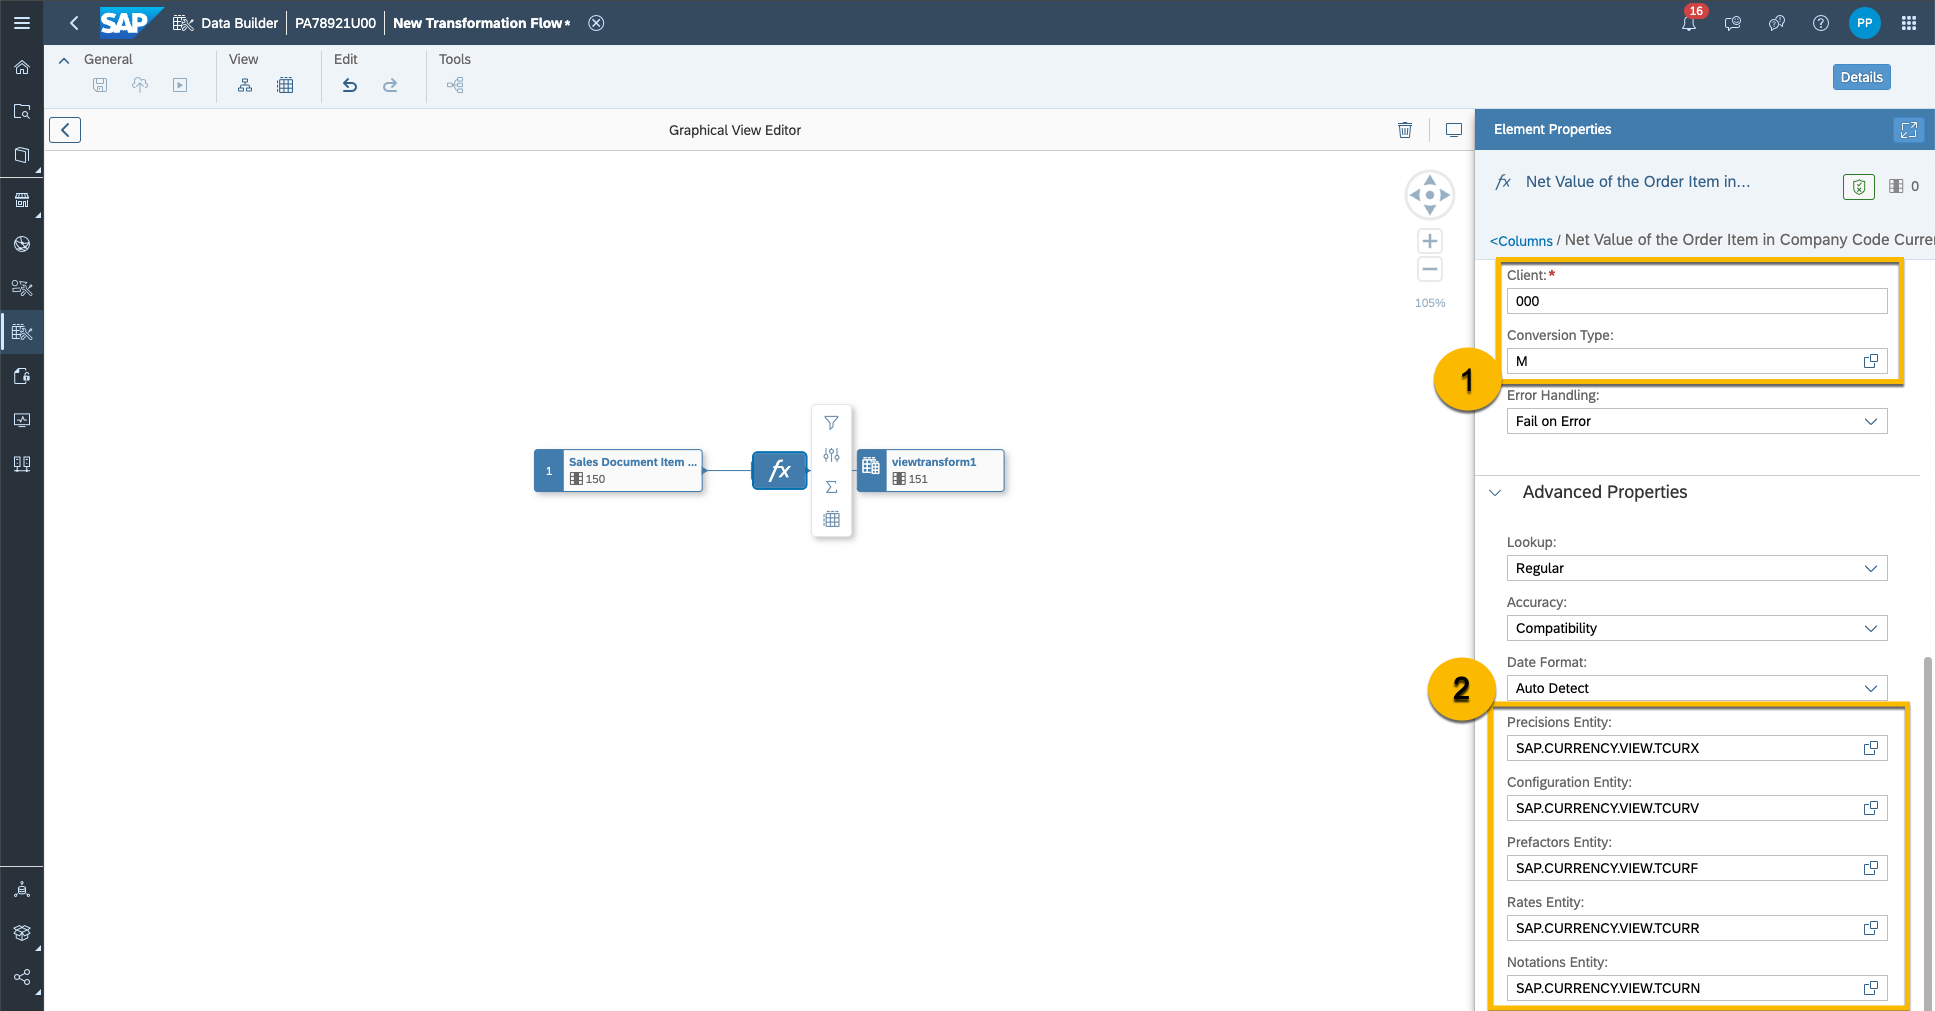 SAP
Data Builder
PA78921U00
New Transformation Flow*
16
PP
General
View
Edit
Tools
Details
Graphical View Editor
Element Properties
fx
Net Value of the Order Item in...
0
<Columns / Net Value of the Order Item in Company Code Curre
105%
Client:*
000
Conversion Type:
M
1
Error Handling:
Fail on Error
1
Sales Document Item ...
150
fx
Σ
viewtransform1
151
Advanced Properties
Lookup:
Regular
Accuracy:
Compatibility
Date Format:
Auto Detect
2
Precisions Entity:
SAP.CURRENCY.VIEW.TCURX
Configuration Entity:
SAP.CURRENCY.VIEW.TCURV
Prefactors Entity:
SAP.CURRENCY.VIEW.TCURF
Rates Entity:
SAP.CURRENCY.VIEW.TCURR
Notations Entity:
SAP.CURRENCY.VIEW.TCURN